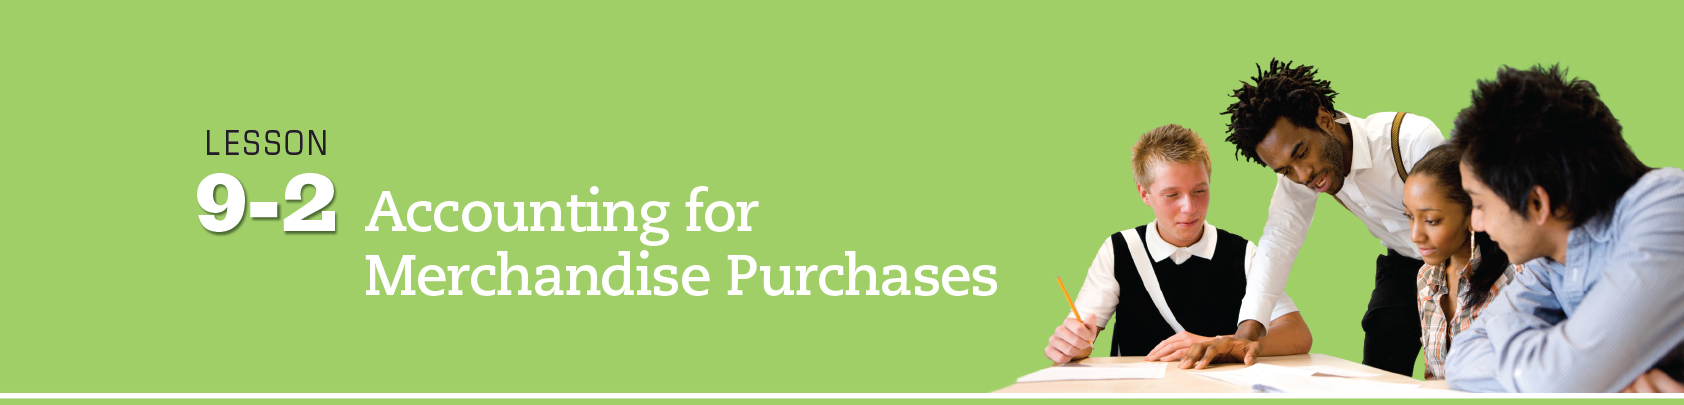 LESSON
9-2 Accounting for
Merchandise Purchases